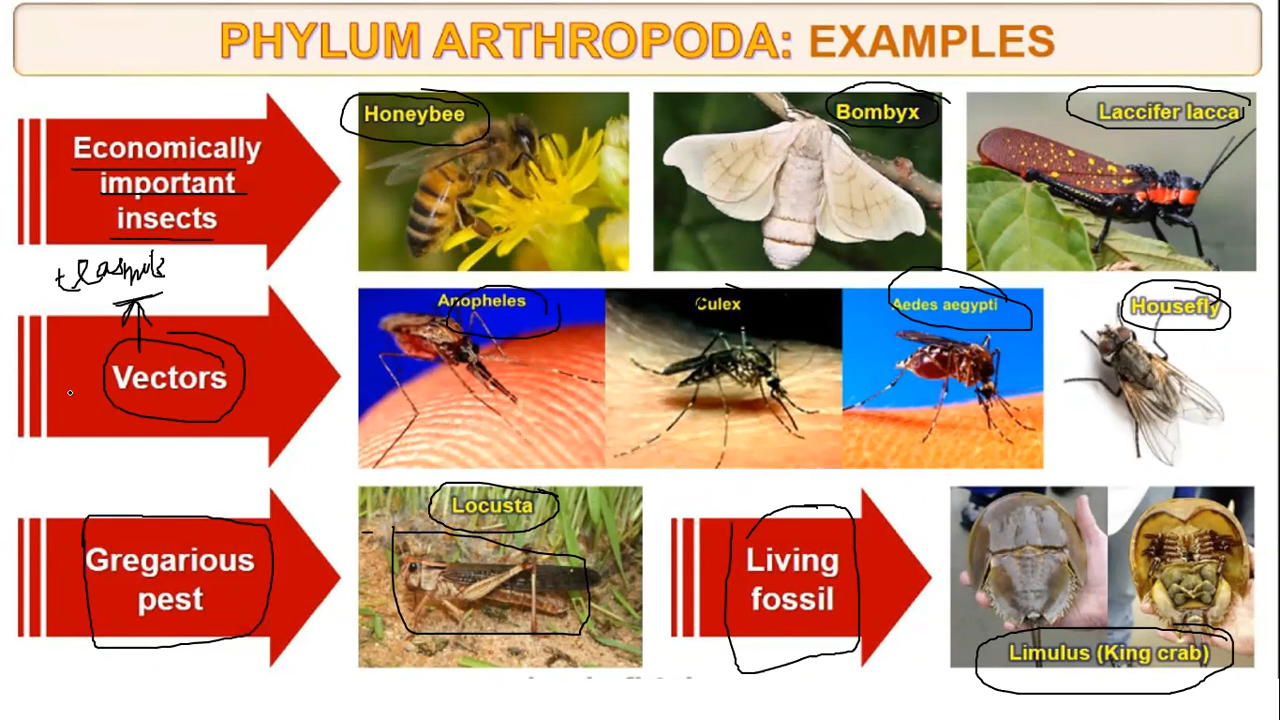 PHYLUM ARTHROPODA: EXAMPLES
Economically
important
insects
Honeybee
Bombyx
Laccifer lacca
Vectors
Anopheles
Culex
Aedes aegypti
Housefly
Gregarious
pest
Locusta
Living
fossil
Limulus (King crab)